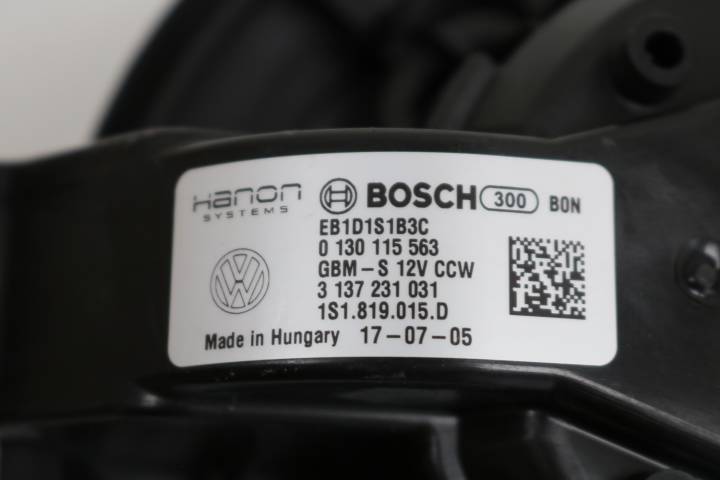 Hanon SYSTEMS
BOSCH 300 BON
EB1D1S1B3C
0 130 115 563
GBM - S 12V CCW
3 137 231 031
1S1.819.015.D
Made in Hungary 17-07-05